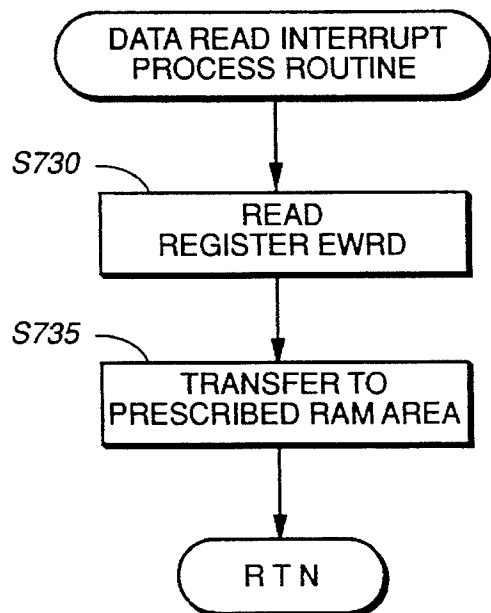 DATA READ INTERRUPT
PROCESS ROUTINE
S730
READ
REGISTER EWRD
S735
TRANSFER TO
PRESCRIBED RAM AREA
RTN